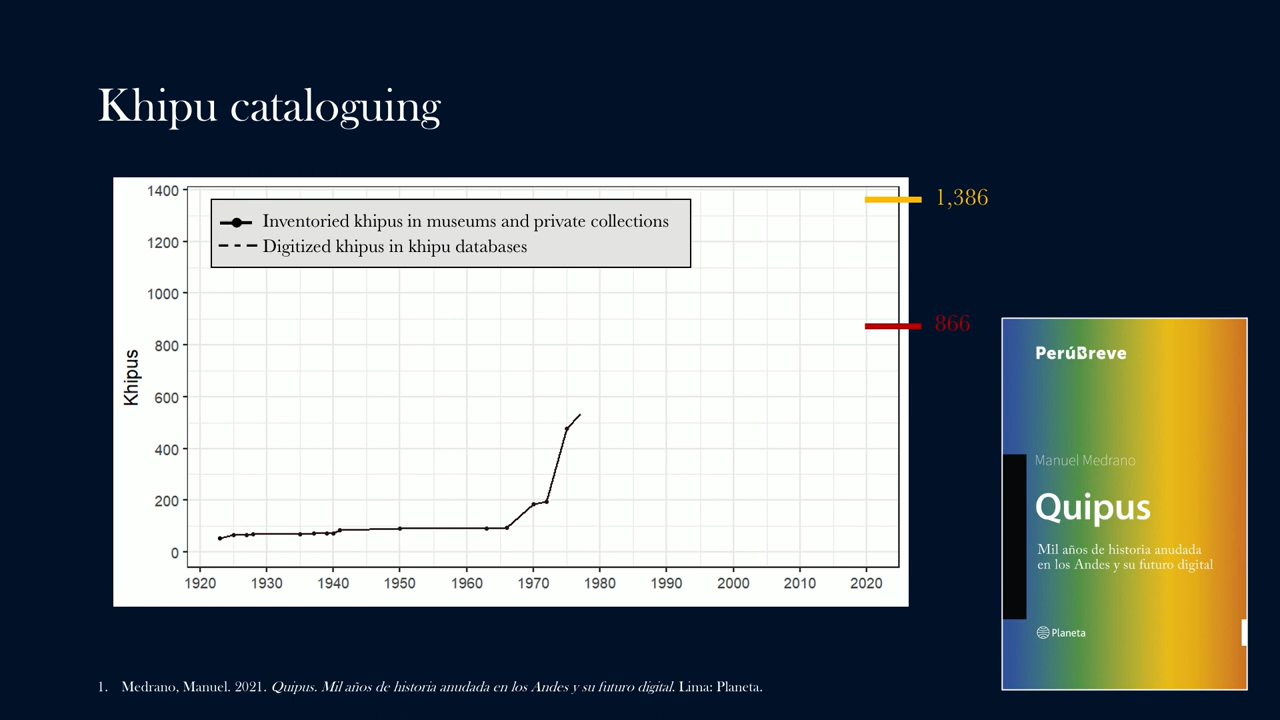 Khipu cataloguing
1400
1200
1000
800
600
400
200
0
Khipus
Inventoried khipus in museums and private collections
Digitized khipus in khipu databases
1920 1930 1940 1950 1960 1970 1980 1990 2000 2010 2020
1,386
866
PerúBreve
Manuel Medrano
Quipus
Mil años de historia anudada
en los Andes y su futuro digital
Planeta
1. Medrano, Manuel. 2021. Quipus. Mil años de historia anudada en los Andes y su futuro digital. Lima: Planeta.